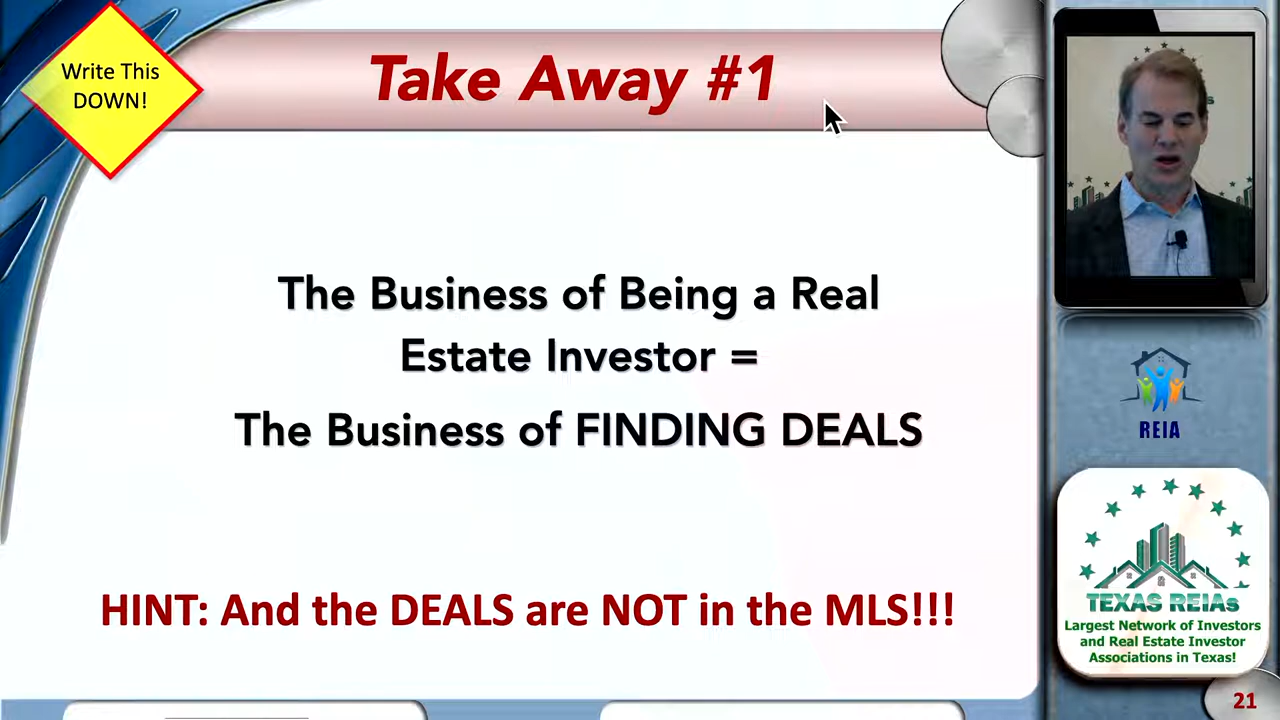 Write This
DOWN!
Take Away #1
The Business of Being a Real
Estate Investor =
The Business of FINDING DEALS
HINT: And the DEALS are NOT in the MLS!!!
REIA
TEXAS REIAs
Largest Network of Investors
and Real Estate Investor
Associations in Texas!
21